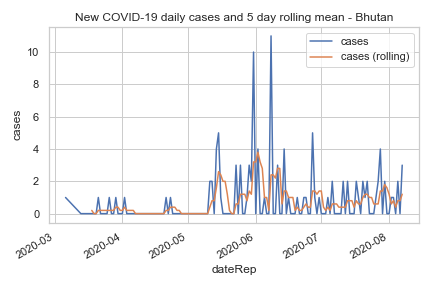 New COVID-19 daily cases and 5 day rolling mean - Bhutan
cases
cases (rolling)
10
8
6
4
2
0
cases
2020-03
2020-04
2020-05
2020-06
2020-07
2020-08
dateRep